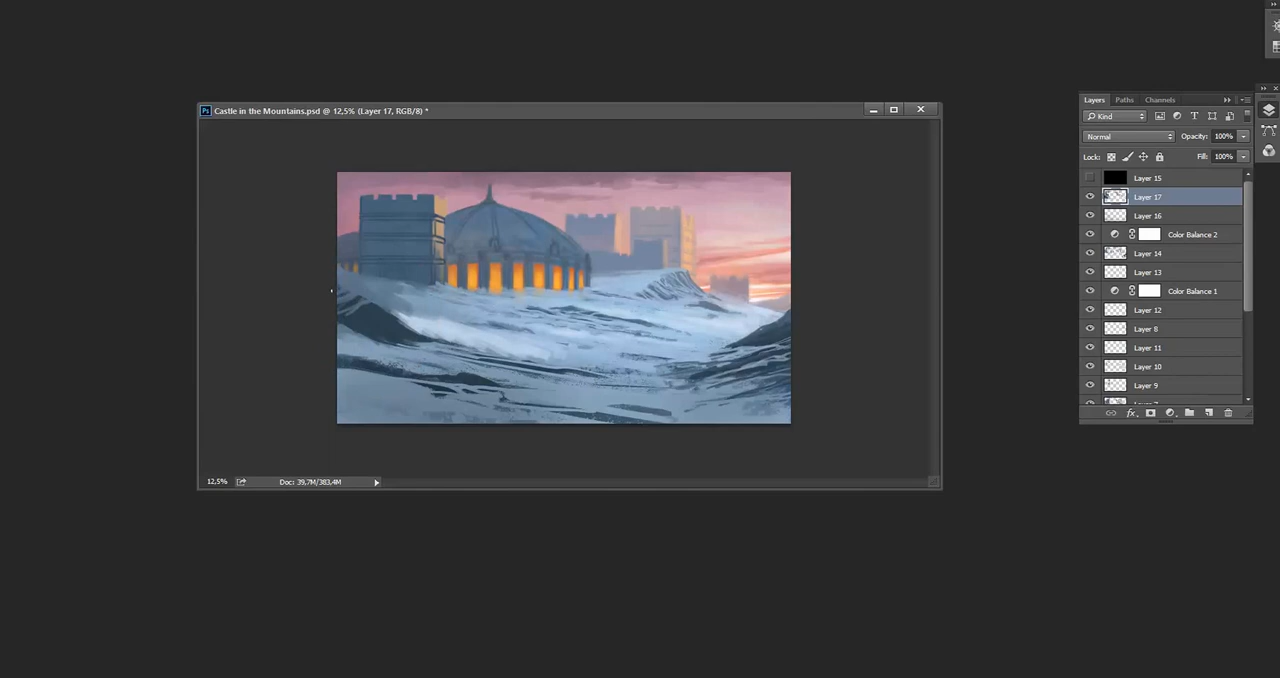 Castle in the Mountains.psd @ 12,5% (Layer 17, RGB/8) *
Layers Paths Channels
Kind
Normal Opacity: 100%
Lock: Fill: 100%
Layer 15
Layer 17
Layer 16
Color Balance 2
Layer 14
Layer 13
Color Balance 1
Layer 12
Layer 8
Layer 11
Layer 10
Layer 9
12,5% Doc: 39,7M/383,4M